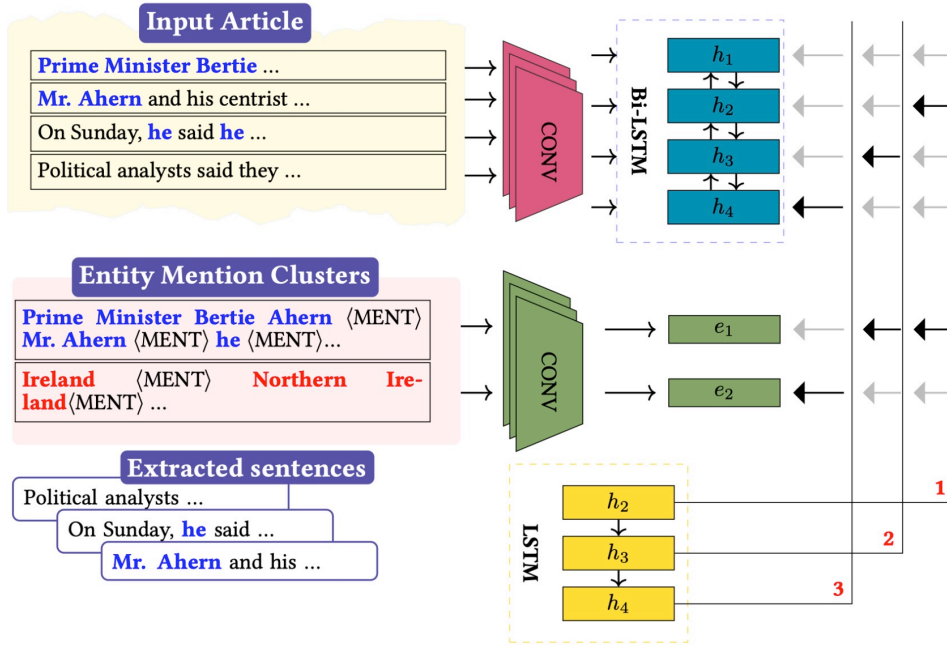 Input Article
Prime Minister Bertie ...
Mr. Ahern and his centrist ...
On Sunday, he said he ...
Political analysts said they ...
CONV
Bi-LSTM
h1
h2
h3
h4
Entity Mention Clusters
Prime Minister Bertie Ahern ⟨MENT⟩
Mr. Ahern ⟨MENT⟩ he ⟨MENT⟩...
Ireland ⟨MENT⟩ Northern Ire-
land⟨MENT⟩ ...
CONV
e1
e2
Extracted sentences
Political analysts ...
On Sunday, he said ...
Mr. Ahern and his ...
LSTM
h2
h3
h4
1
2
3